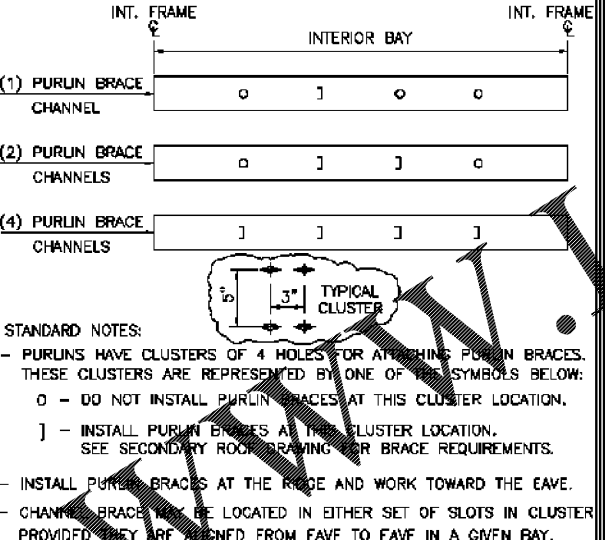 INT. FRAME
INT. FRAME
℄
℄
INTERIOR BAY
(1) PURLIN BRACE
CHANNEL
O ] O O
(2) PURLIN BRACE
CHANNELS
O ] ] O
(4) PURLIN BRACE
CHANNELS
] ] ] ]
5"
3"
TYPICAL
CLUSTER
STANDARD NOTES:
– PURLINS HAVE CLUSTERS OF 4 HOLES FOR ATTACHING PURLIN BRACES.
THESE CLUSTERS ARE REPRESENTED BY ONE OF THE SYMBOLS BELOW:
O – DO NOT INSTALL PURLIN BRACES AT THIS CLUSTER LOCATION.
] – INSTALL PURLIN BRACES AT THIS CLUSTER LOCATION.
SEE SECONDARY ROOF DRAWING FOR BRACE REQUIREMENTS.
– INSTALL PURLIN BRACES AT THE RIDGE AND WORK TOWARD THE EAVE.
– CHANNEL BRACE MAY BE LOCATED IN EITHER SET OF SLOTS IN CLUSTER
PROVIDED THEY ARE ALIGNED FROM EAVE TO EAVE IN A GIVEN BAY.
WWW.